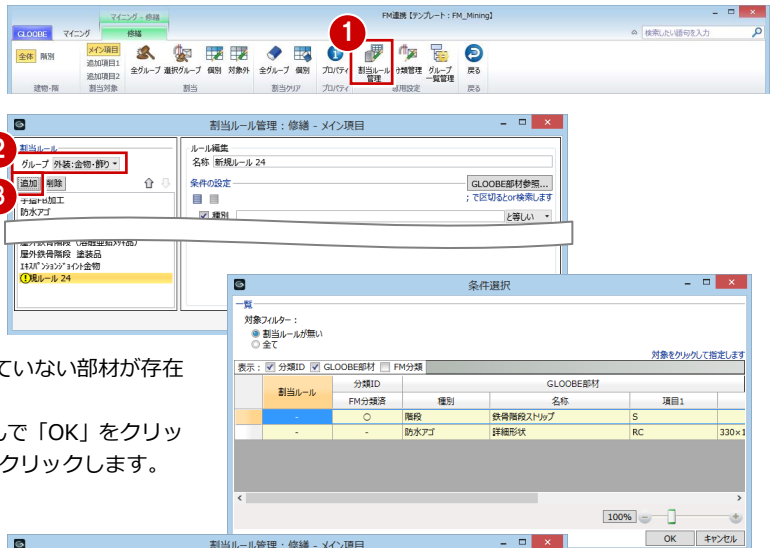 マイニング - 修繕
FM連携 【テンプレート : FM_Mining】
GLOOBE マイニング 修繕
検索したい語句を入力
全体 階別
メイン項目
追加項目1
追加項目2
全グループ 選択グループ 個別 対象外
全グループ 個別
プロパティ
割当ルール管理
分類管理
グループ一覧管理
戻る
建物・階 割当対象 割当 割当クリア プロパティ 戻る
1
割当ルール管理 : 修繕 - メイン項目
2
割当ルール
グループ 外装:金物・飾り
3
追加 削除
防水アゴ
屋外鉄骨階段 塗装品
ｴｷｽﾊﾟﾝｼｮﾝｼﾞｮｲﾝﾄ金物
規ルール 24
ルール編集
名称 新規ルール 24
条件の設定
GLOOBE部材参照...
; で区切るとor検索します
種別
と等しい
条件選択
一覧
対象フィルター :
割当ルールが無い
全て
対象をクリックして指定します
表示 : 分類ID GLOOBE部材 FM分類
割当ルール 分類ID GLOOBE部材
FM分類済 種別 名称 項目1
- ○ 階段 鉄骨階段ストリップ S
- - 防水アゴ 詳細形状 RC 330×1
100%
OK キャンセル
ていない部材が存在
んで「OK」をクリッ
クリックします。
割当ルール管理 : 修繕 - メイン項目